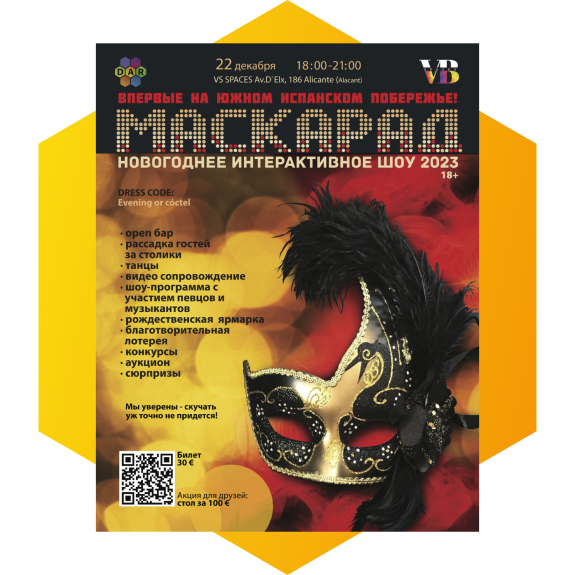 DAR
22 декабря 18:00-21:00
VB
VS SPACES Av.D´Elx, 186 Alicante (Alacant)
ВПЕРВЫЕ НА ЮЖНОМ ИСПАНСКОМ ПОБЕРЕЖЬЕ!
МАСКАРАД
НОВОГОДНЕЕ ИНТЕРАКТИВНОЕ ШОУ 2023
18+
DRESS CODE:
Evening or cóctel
· open бар
· рассадка гостей
за столики
· танцы
· видео сопровождение
· шоу-программа с
участием певцов и
музыкантов
· рождественская ярмарка
· благотворительная
лотерея
· конкурсы
· аукцион
· сюрпризы
Мы уверены - скучать
уж точно не придется!
Билет
30 €
Акция для друзей:
стол за 100 €